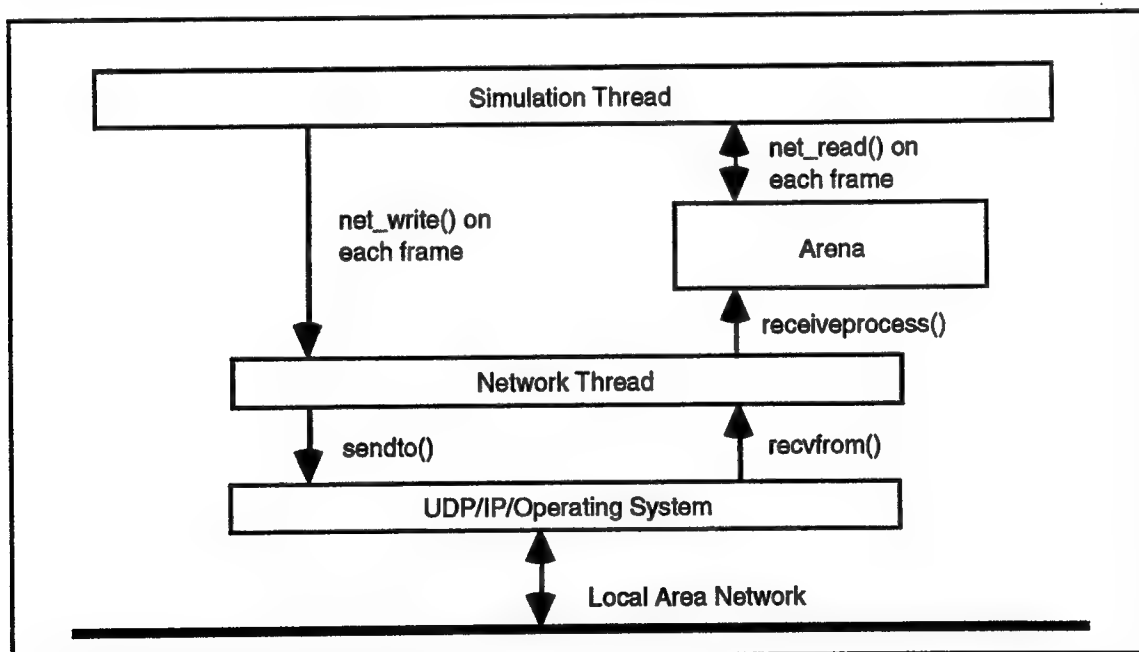 Simulation Thread
net_read() on
each frame
net_write() on
each frame
Arena
receiveprocess()
Network Thread
sendto()
recvfrom()
UDP/IP/Operating System
Local Area Network